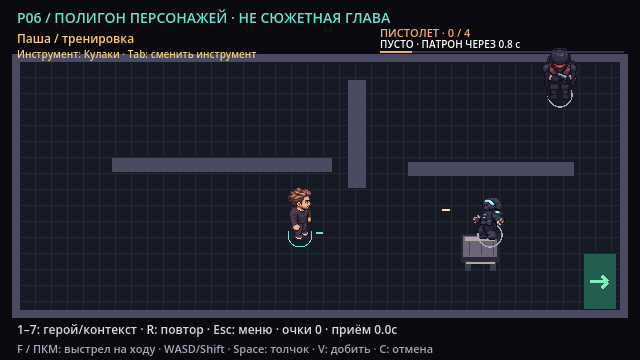 P06 / ПОЛИГОН ПЕРСОНАЖЕЙ · НЕ СЮЖЕТНАЯ ГЛАВА
Паша / тренировка
ПИСТОЛЕТ · 0 / 4
ПУСТО · ПАТРОН ЧЕРЕЗ 0.8 с
Инструмент: Кулаки · Tab: сменить инструмент
1–7: герой/контекст · R: повтор · Esc: меню · очки 0 · приём 0.0с
F / ПКМ: выстрел на ходу · WASD/Shift · Space: толчок · V: добить · C: отмена